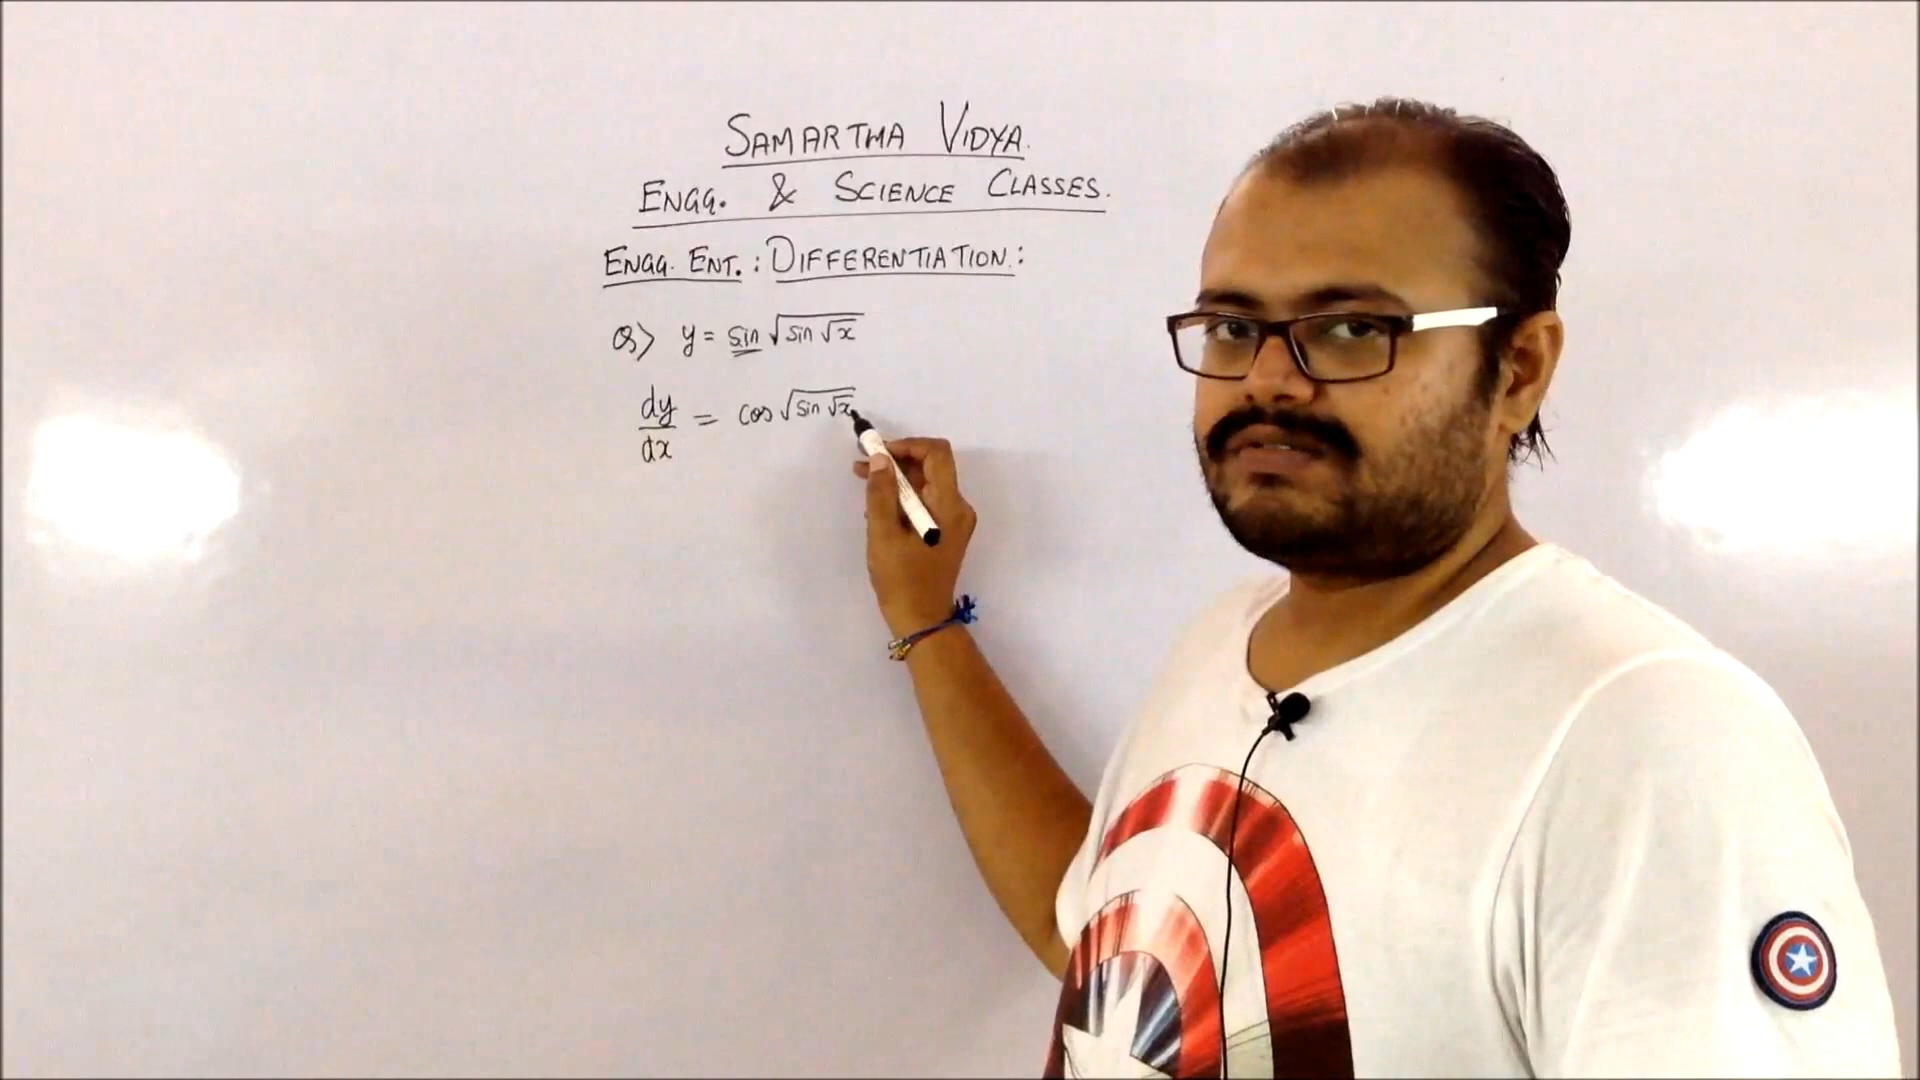 SAMARTHA VIDYA.
ENGG. & SCIENCE CLASSES.
ENGG. ENT. : DIFFERENTIATION :
Q> y = sin √(sin √x)
dy/dx = cos √(sin √x)